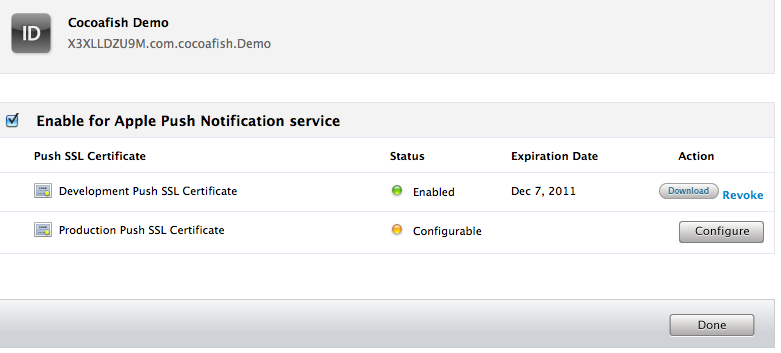 ID
Cocoafish Demo
X3XLLDZU9M.com.cocoafish.Demo
Enable for Apple Push Notification service
Push SSL Certificate Status Expiration Date Action
Development Push SSL Certificate Enabled Dec 7, 2011 Download Revoke
Production Push SSL Certificate Configurable Configure
Done